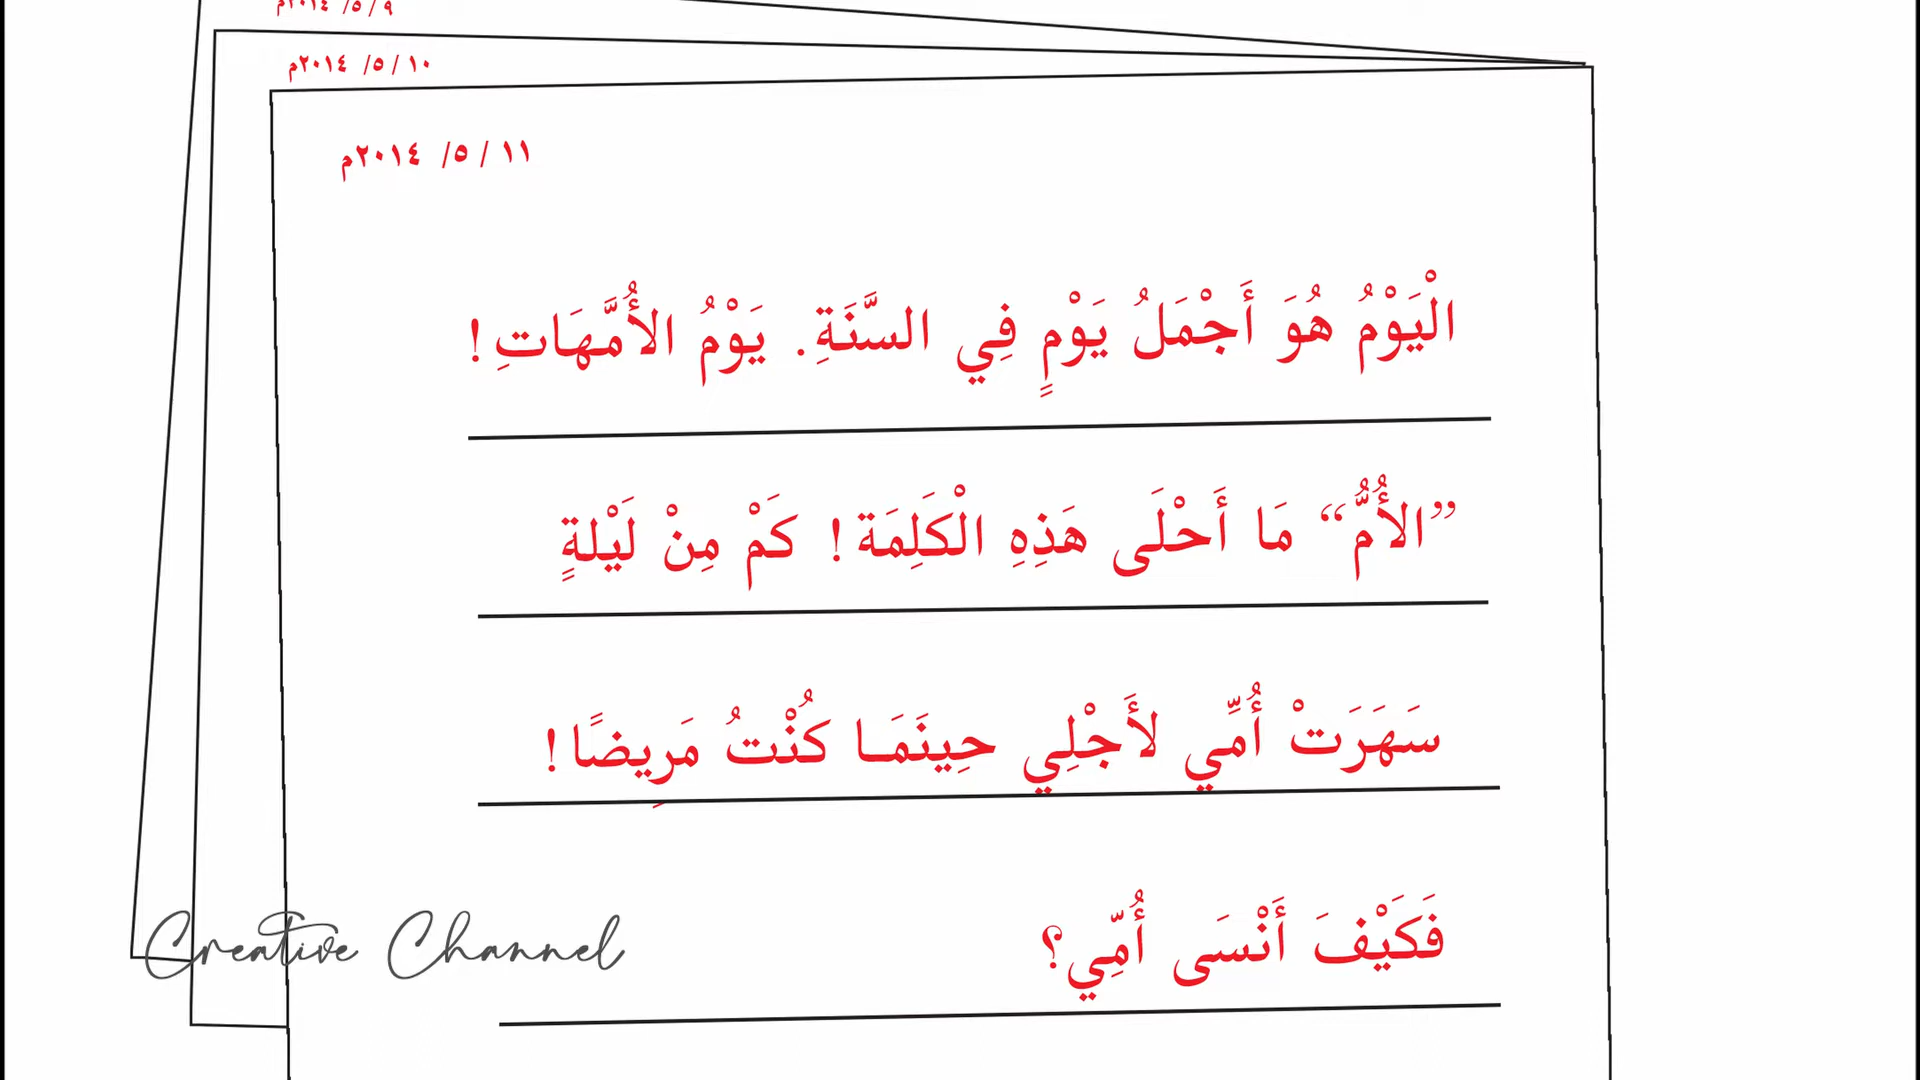 ٩ / ٥/ ٢٠١٤م
١٠ / ٥/ ٢٠١٤م
١١ / ٥/ ٢٠١٤م
الْيَوْمُ هُوَ أَجْمَلُ يَوْمٍ فِي السَّنَةِ. يَوْمُ الأُمَّهَاتِ!
”الأُمُّ“ مَا أَحْلَى هَذِهِ الْكَلِمَة! كَمْ مِنْ لَيْلةٍ
سَهَرَتْ أُمِّي لأَجْلِي حِينَمَا كُنْتُ مَرِيضًا!
فَكَيْفَ أَنْسَى أُمِّي؟
Creative Channel